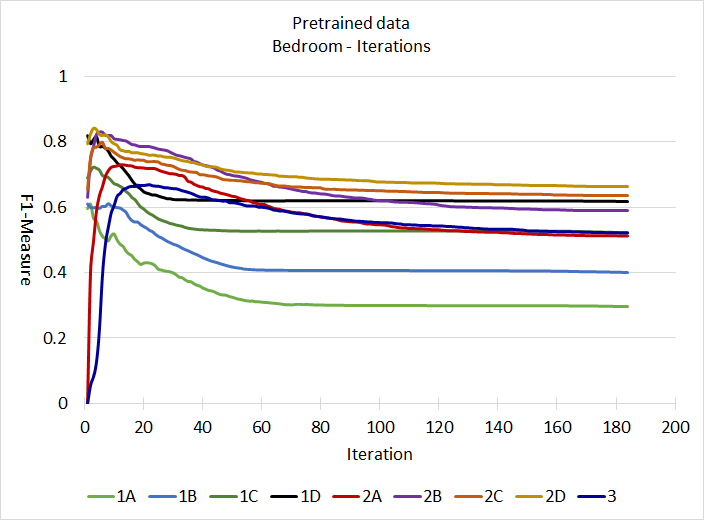 Pretrained data
Bedroom - Iterations
1
0.8
0.6
0.4
0.2
0
F1-Measure
0 20 40 60 80 100 120 140 160 180 200
Iteration
1A 1B 1C 1D 2A 2B 2C 2D 3